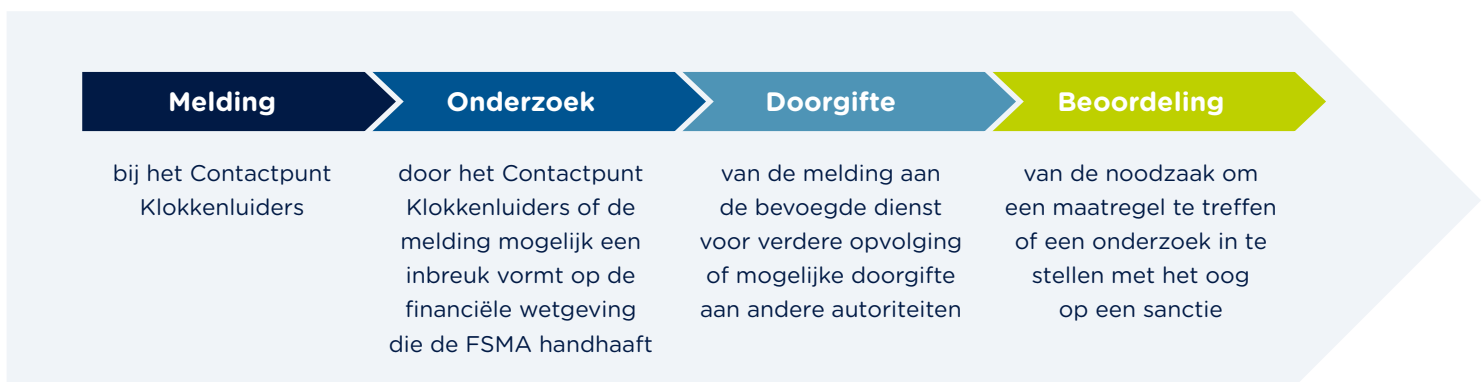 Melding
bij het Contactpunt
Klokkenluiders
Onderzoek
door het Contactpunt
Klokkenluiders of de
melding mogelijk een
inbreuk vormt op de
financiële wetgeving
die de FSMA handhaaft
Doorgifte
van de melding aan
de bevoegde dienst
voor verdere opvolging
of mogelijke doorgifte
aan andere autoriteiten
Beoordeling
van de noodzaak om
een maatregel te treffen
of een onderzoek in te
stellen met het oog
op een sanctie